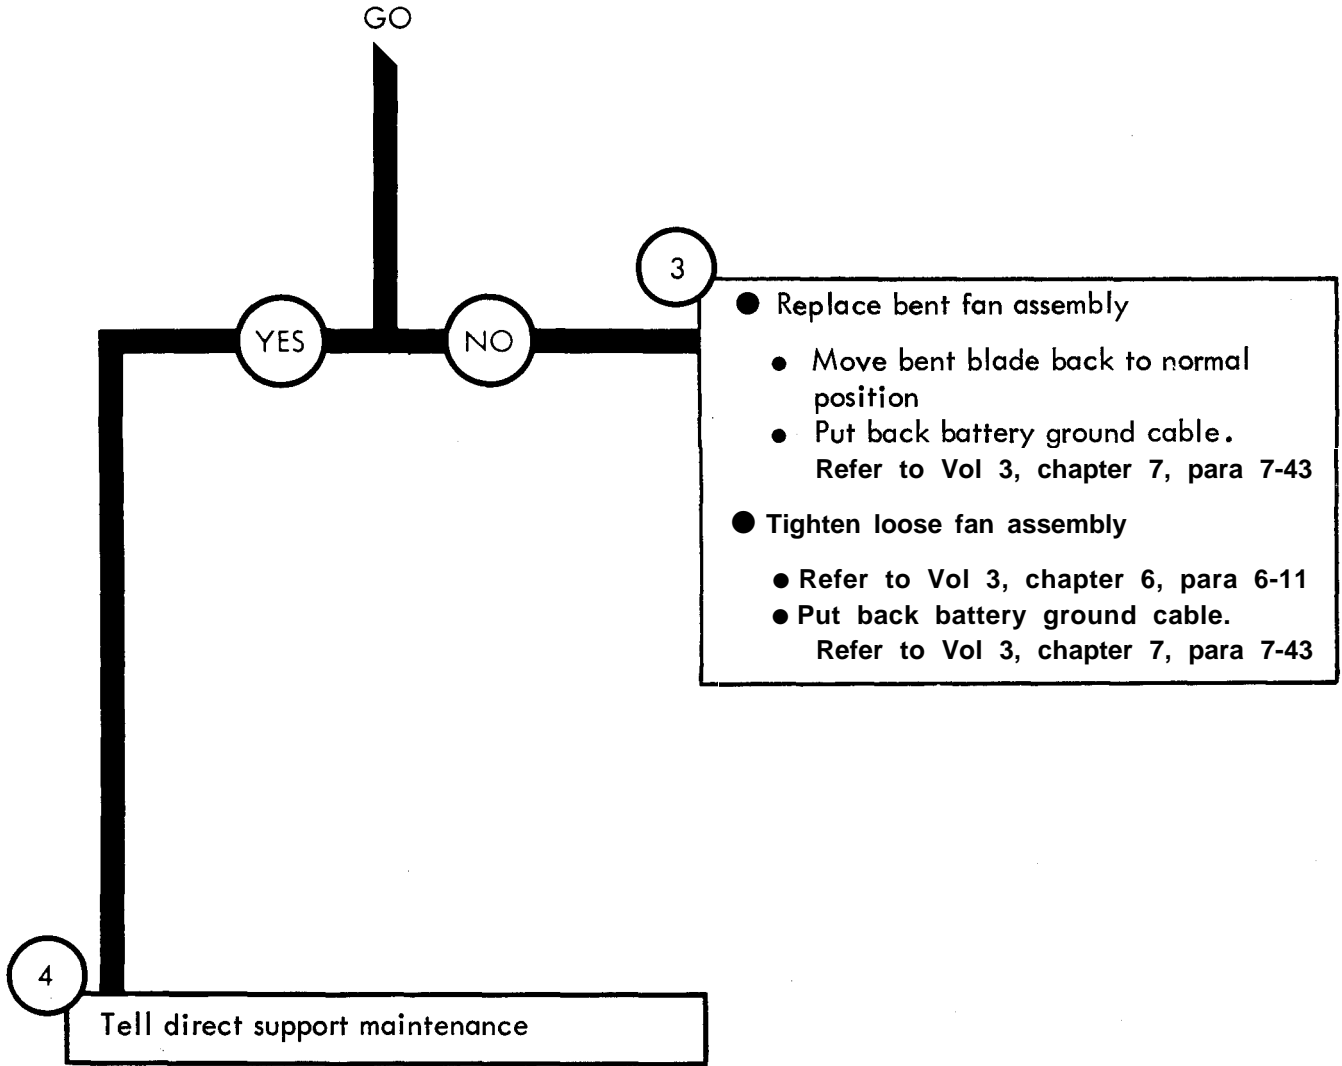 GO
YES
NO
3
● Replace bent fan assembly
● Move bent blade back to normal
position
● Put back battery ground cable.
Refer to Vol 3, chapter 7, para 7-43
● Tighten loose fan assembly
● Refer to Vol 3, chapter 6, para 6-11
● Put back battery ground cable.
Refer to Vol 3, chapter 7, para 7-43
4
Tell direct support maintenance